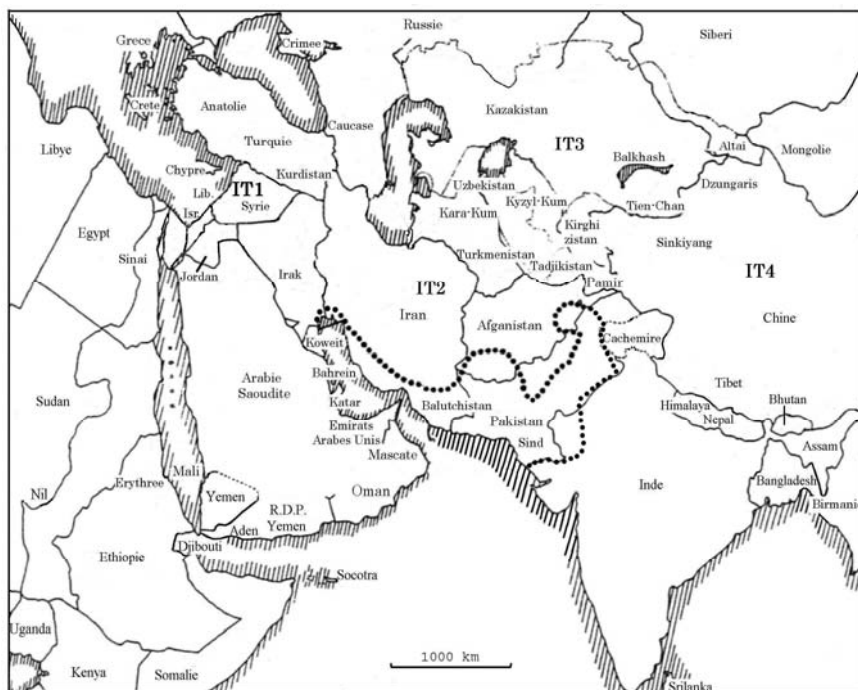 Russie
Siberi
Grece
Crimee
Crete
Anatolie
Kazakistan
Caucase
Turquie
IT3
Altai
Mongolie
Libye
Balkhash
Chypre
Kurdistan
Dzungaris
Lib.
IT1
Uzbekistan
Syrie
Isr.
Kyzyl-Kum
Tien-Chan
Kara-Kum
Kirghi
zistan
Egypt
Sinai
Sinkiyang
Turkmenistan
Jordan
Irak
Tadjikistan
IT4
IT2
Pamir
Iran
Afganistan
Chine
Koweit
Cachemire
Bahrein
Arabie
Saoudite
Tibet
Sudan
Katar
Balutchistan
Himalaya
Bhutan
Emirats
Arabes Unis
Pakistan
Nepal
Sind
Assam
Mascate
Mali
Inde
Bangladesh
Erythree
Nil
Yemen
Oman
Birmanie
R.D.P.
Yemen
Aden
Djibouti
Ethiopie
Socotra
Uganda
1000 km
Kenya
Somalie
Srilanka